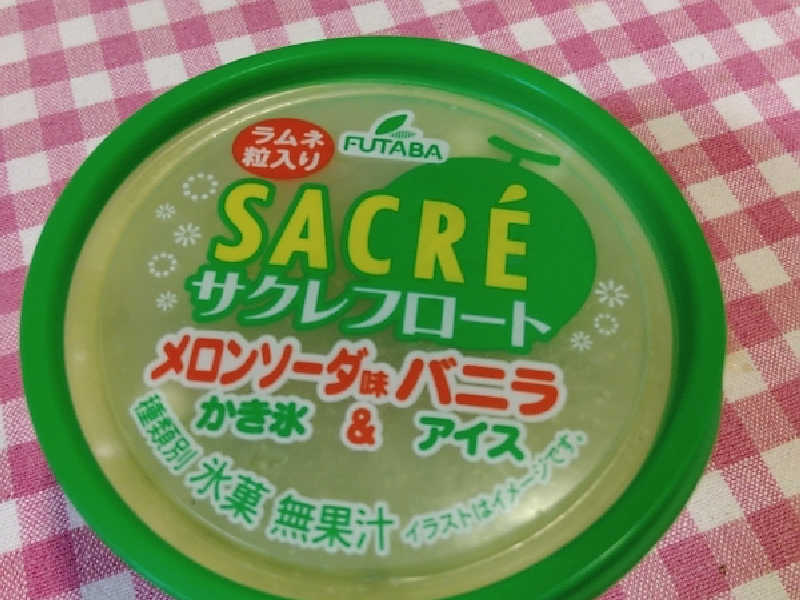 ラムネ
粒入り
FUTABA
SACRÉ
サクレフロート
メロンソーダ味 バニラ
かき氷 & アイス
種類別 氷菓 無果汁 イラストはイメージです。